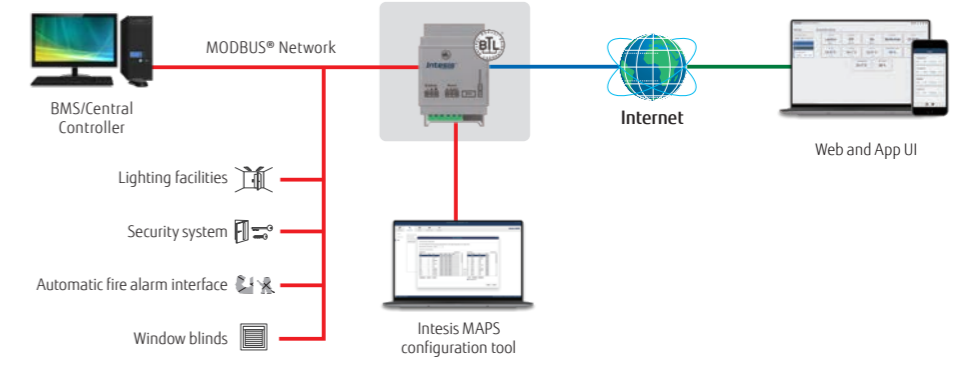 MODBUS® Network
Intesis
BTL
BMS/Central
Controller
Internet
Web and App UI
Lighting facilities
Security system
Automatic fire alarm interface
Window blinds
Intesis MAPS
configuration tool